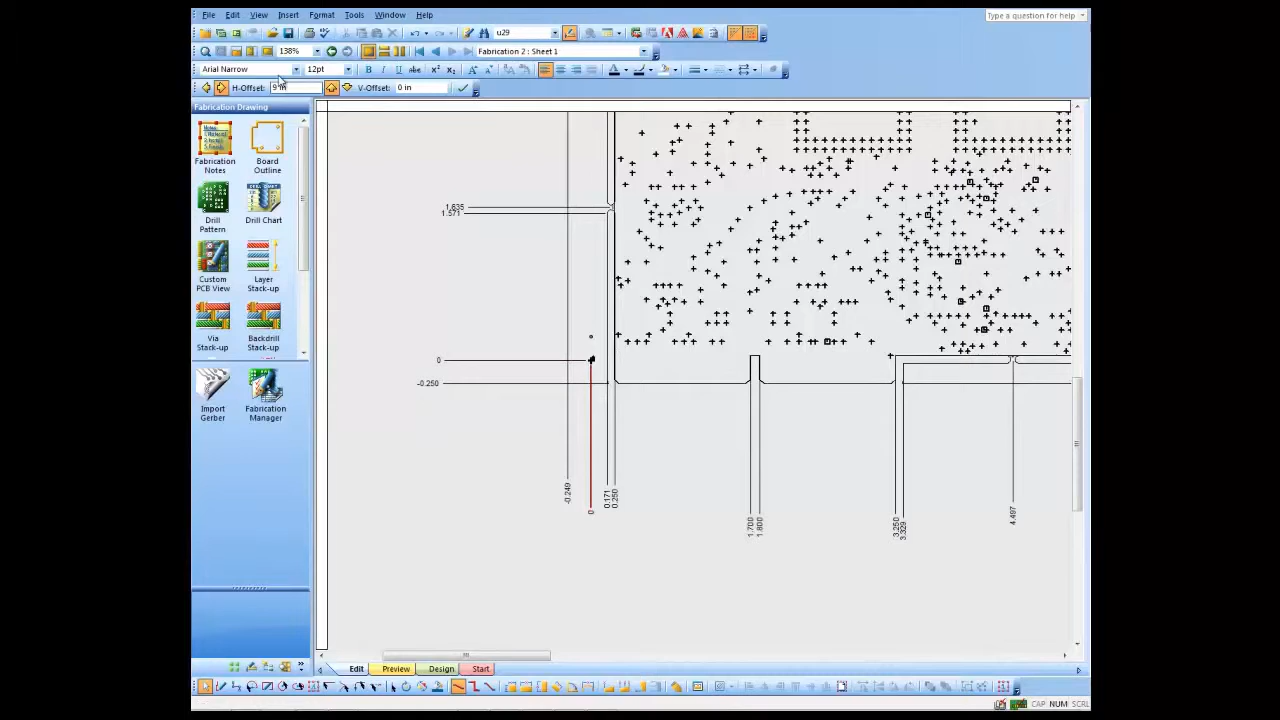 File Edit View Insert Format Tools Window Help
Type a question for help
u29
138%
Fabrication 2 : Sheet 1
Arial Narrow 12pt
H-Offset: 9 in V-Offset: 0 in
Fabrication Drawing
Fabrication Notes
Board Outline
Drill Pattern
Drill Chart
Custom PCB View
Layer Stack-up
Via Stack-up
Backdrill Stack-up
Import Gerber
Fabrication Manager
1.635
1.571
0
-0.250
-0.249
0
0.171
0.250
1.700
1.800
3.250
3.329
4.497
Edit Preview Design Start
CAP NUM SCRL